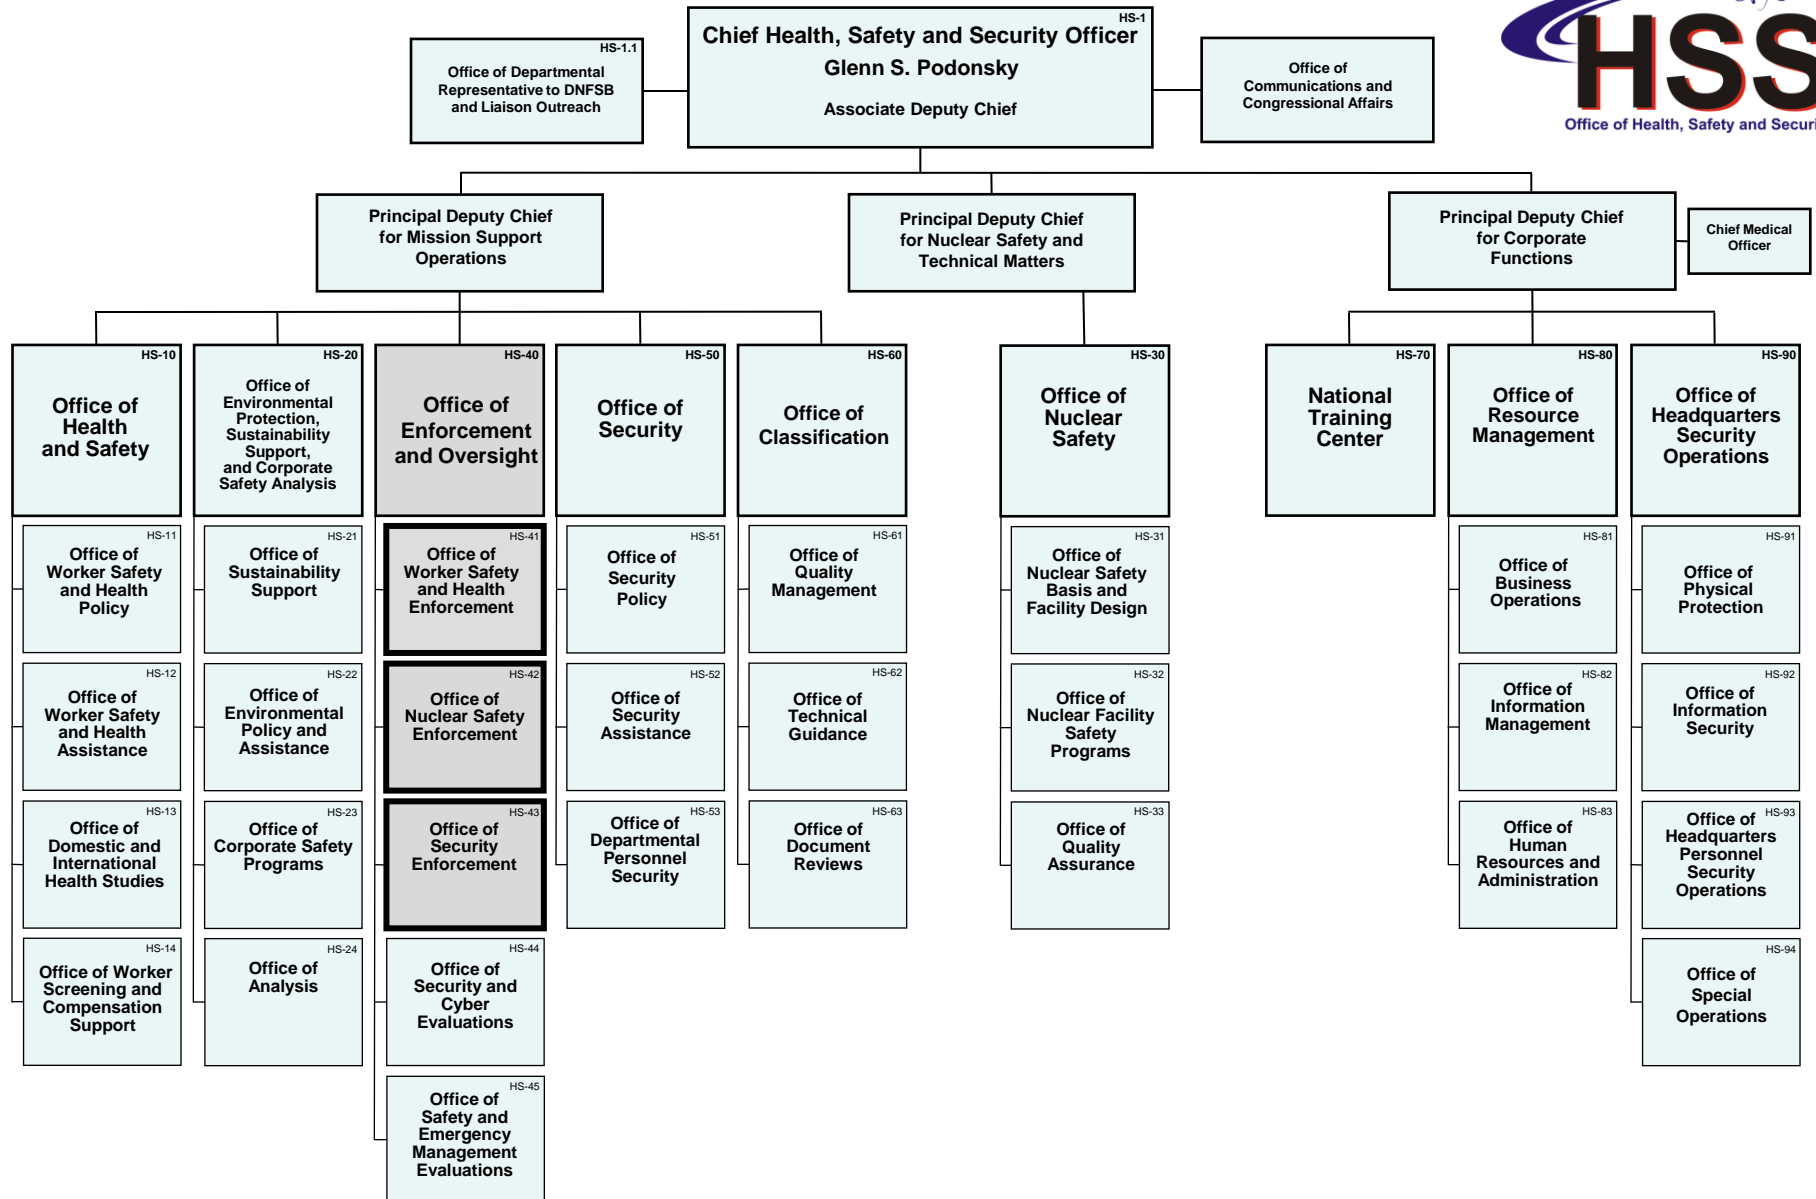 HS-1
Chief Health, Safety and Security Officer
Glenn S. Podonsky
Associate Deputy Chief
HS-1.1
Office of Departmental
Representative to DNFSB
and Liaison Outreach
Office of
Communications and
Congressional Affairs
HSS
Office of Health, Safety and
Principal Deputy Chief
for Mission Support
Operations
Principal Deputy Chief
for Nuclear Safety and
Technical Matters
Principal Deputy Chief
for Corporate
Functions
Chief Medical
Officer
HS-10
Office of
Health
and Safety
HS-20
Office of
Environmental
Protection,
Sustainability
Support,
and Corporate
Safety Analysis
HS-40
Office of
Enforcement
and Oversight
HS-50
Office of
Security
HS-60
Office of
Classification
HS-30
Office of
Nuclear
Safety
HS-70
National
Training
Center
HS-80
Office of
Resource
Management
HS-90
Office of
Headquarters
Security
Operations
HS-11
Office of
Worker Safety
and Health
Policy
HS-21
Office of
Sustainability
Support
HS-41
Office of
Worker Safety
and Health
Enforcement
HS-51
Office of
Security
Policy
HS-61
Office of
Quality
Management
HS-31
Office of
Nuclear Safety
Basis and
Facility Design
HS-81
Office of
Business
Operations
HS-91
Office of
Physical
Protection
HS-12
Office of
Worker Safety
and Health
Assistance
HS-22
Office of
Environmental
Policy and
Assistance
HS-42
Office of
Nuclear Safety
Enforcement
HS-52
Office of
Security
Assistance
HS-62
Office of
Technical
Guidance
HS-32
Office of
Nuclear Facility
Safety
Programs
HS-82
Office of
Information
Management
HS-92
Office of
Information
Security
HS-13
Office of
Domestic and
International
Health Studies
HS-23
Office of
Corporate Safety
Programs
HS-43
Office of
Security
Enforcement
HS-53
Office of
Departmental
Personnel
Security
HS-63
Office of
Document
Reviews
HS-33
Office of
Quality
Assurance
HS-83
Office of
Human
Resources and
Administration
HS-93
Office of
Headquarters
Personnel
Security
Operations
HS-14
Office of Worker
Screening and
Compensation
Support
HS-24
Office of
Analysis
HS-44
Office of
Security and
Cyber
Evaluations
HS-94
Office of
Special
Operations
HS-45
Office of
Safety and
Emergency
Management
Evaluations